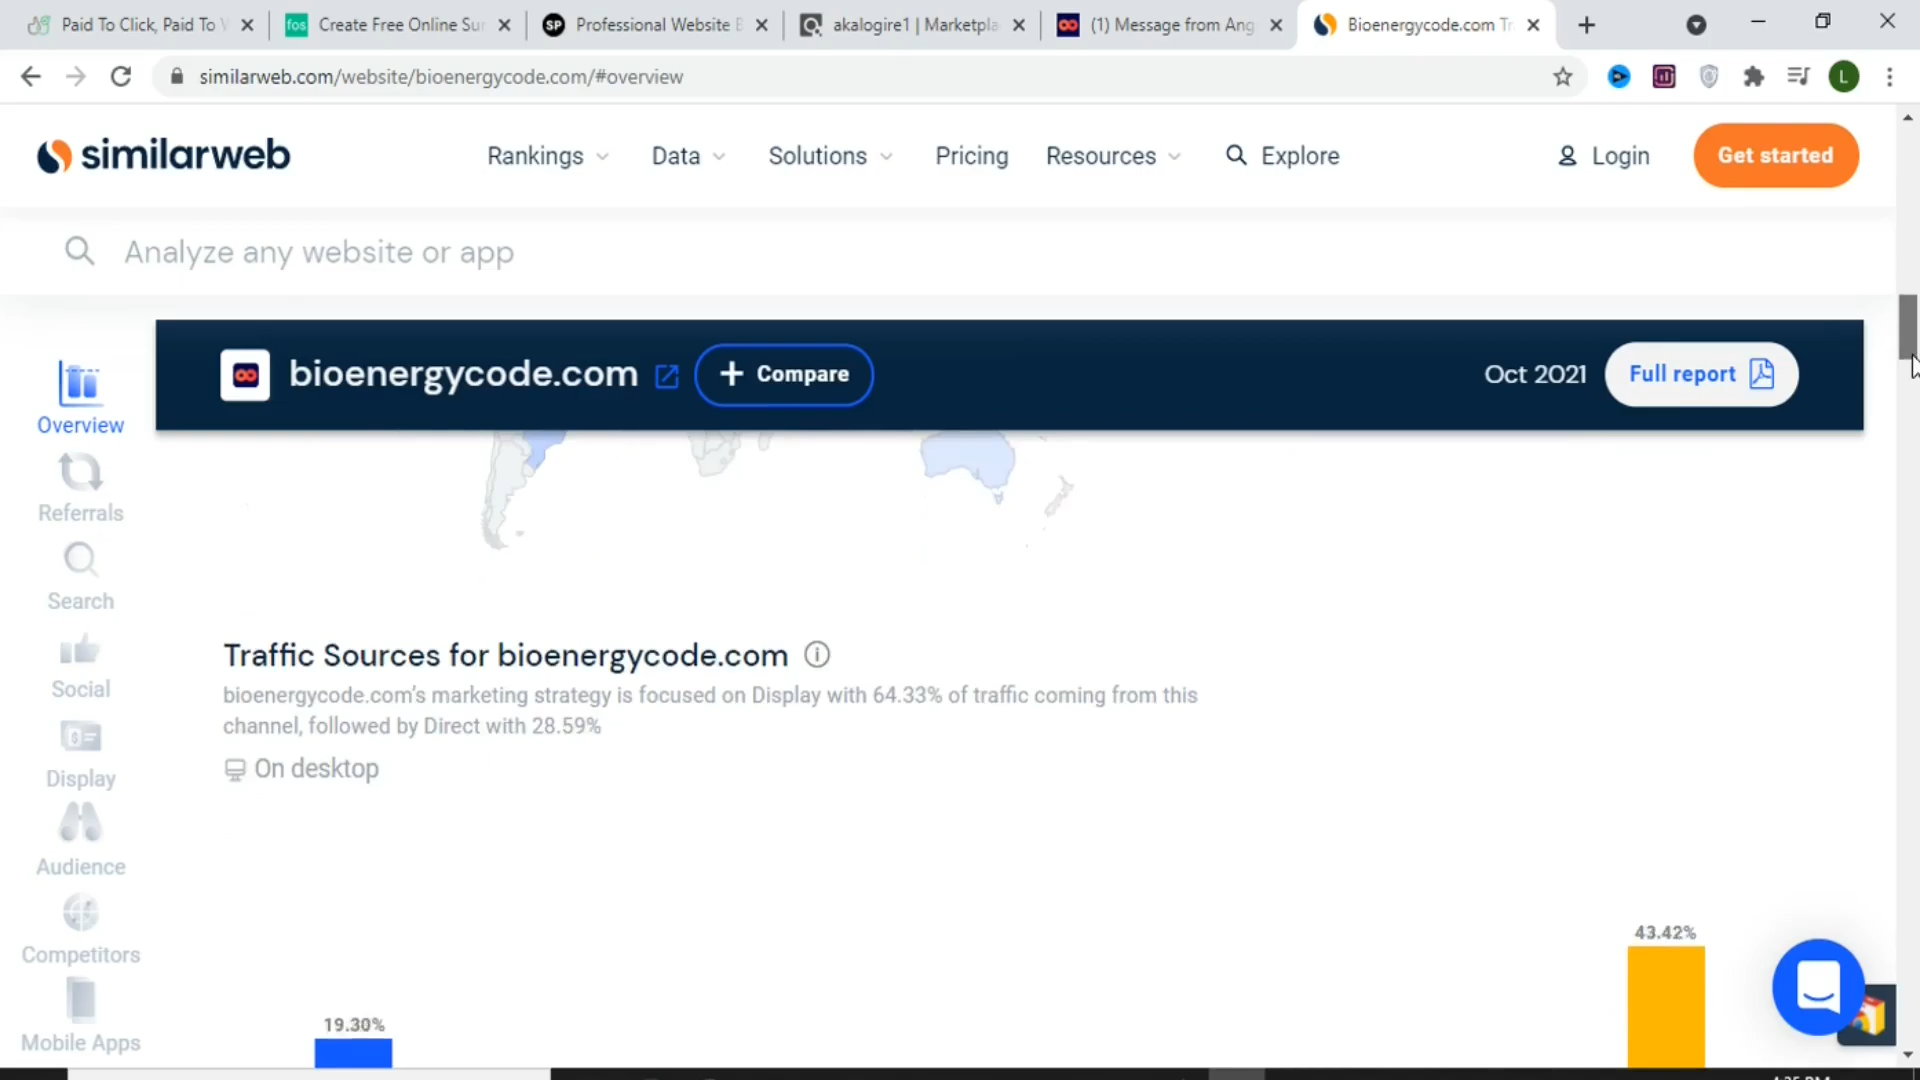 Paid To Click, Paid To V
fos Create Free Online Sur
SP Professional Website B
akalogire1 | Marketpla
(1) Message from Ang
Bioenergycode.com Tr
similarweb.com/website/bioenergycode.com/#overview
L
similarweb
Rankings
Data
Solutions
Pricing
Resources
Explore
Login
Get started
Analyze any website or app
bioenergycode.com
+ Compare
Oct 2021
Full report
Overview
Referrals
Search
Social
Display
Audience
Competitors
Mobile Apps
Traffic Sources for bioenergycode.com
bioenergycode.com's marketing strategy is focused on Display with 64.33% of traffic coming from this
channel, followed by Direct with 28.59%
On desktop
43.42%
19.30%